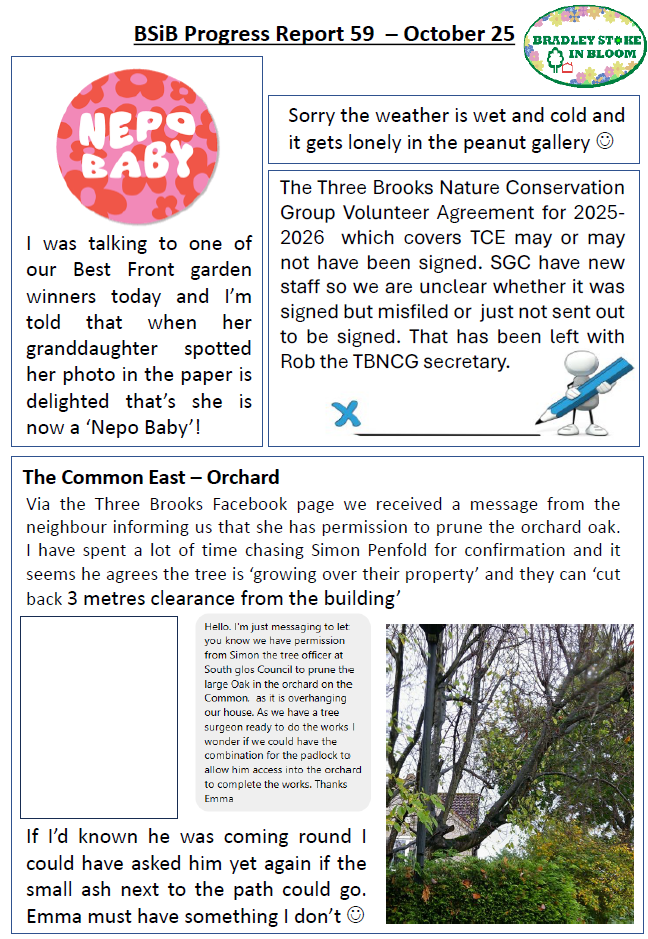 BSiB Progress Report 59 – October 25
BRADLEY STOKE
IN BLOOM
NEPO
BABY
I was talking to one of
our Best Front garden
winners today and I’m
told that when her
granddaughter spotted
her photo in the paper is
delighted that’s she is
now a ‘Nepo Baby’!
Sorry the weather is wet and cold and
it gets lonely in the peanut gallery ☺
The Three Brooks Nature Conservation
Group Volunteer Agreement for 2025-
2026 which covers TCE may or may
not have been signed. SGC have new
staff so we are unclear whether it was
signed but misfiled or just not sent out
to be signed. That has been left with
Rob the TBNCG secretary.
The Common East – Orchard
Via the Three Brooks Facebook page we received a message from the
neighbour informing us that she has permission to prune the orchard oak.
I have spent a lot of time chasing Simon Penfold for confirmation and it
seems he agrees the tree is ‘growing over their property’ and they can ‘cut
back 3 metres clearance from the building’
Hello. I'm just messaging to let
you know we have permission
from Simon the tree officer at
South glos Council to prune the
large Oak in the orchard on the
Common. as it is overhanging
our house. As we have a tree
surgeon ready to do the works I
wonder if we could have the
combination for the padlock to
allow him access into the orchard
to complete the works. Thanks
Emma
If I’d known he was coming round I
could have asked him yet again if the
small ash next to the path could go.
Emma must have something I don’t ☺